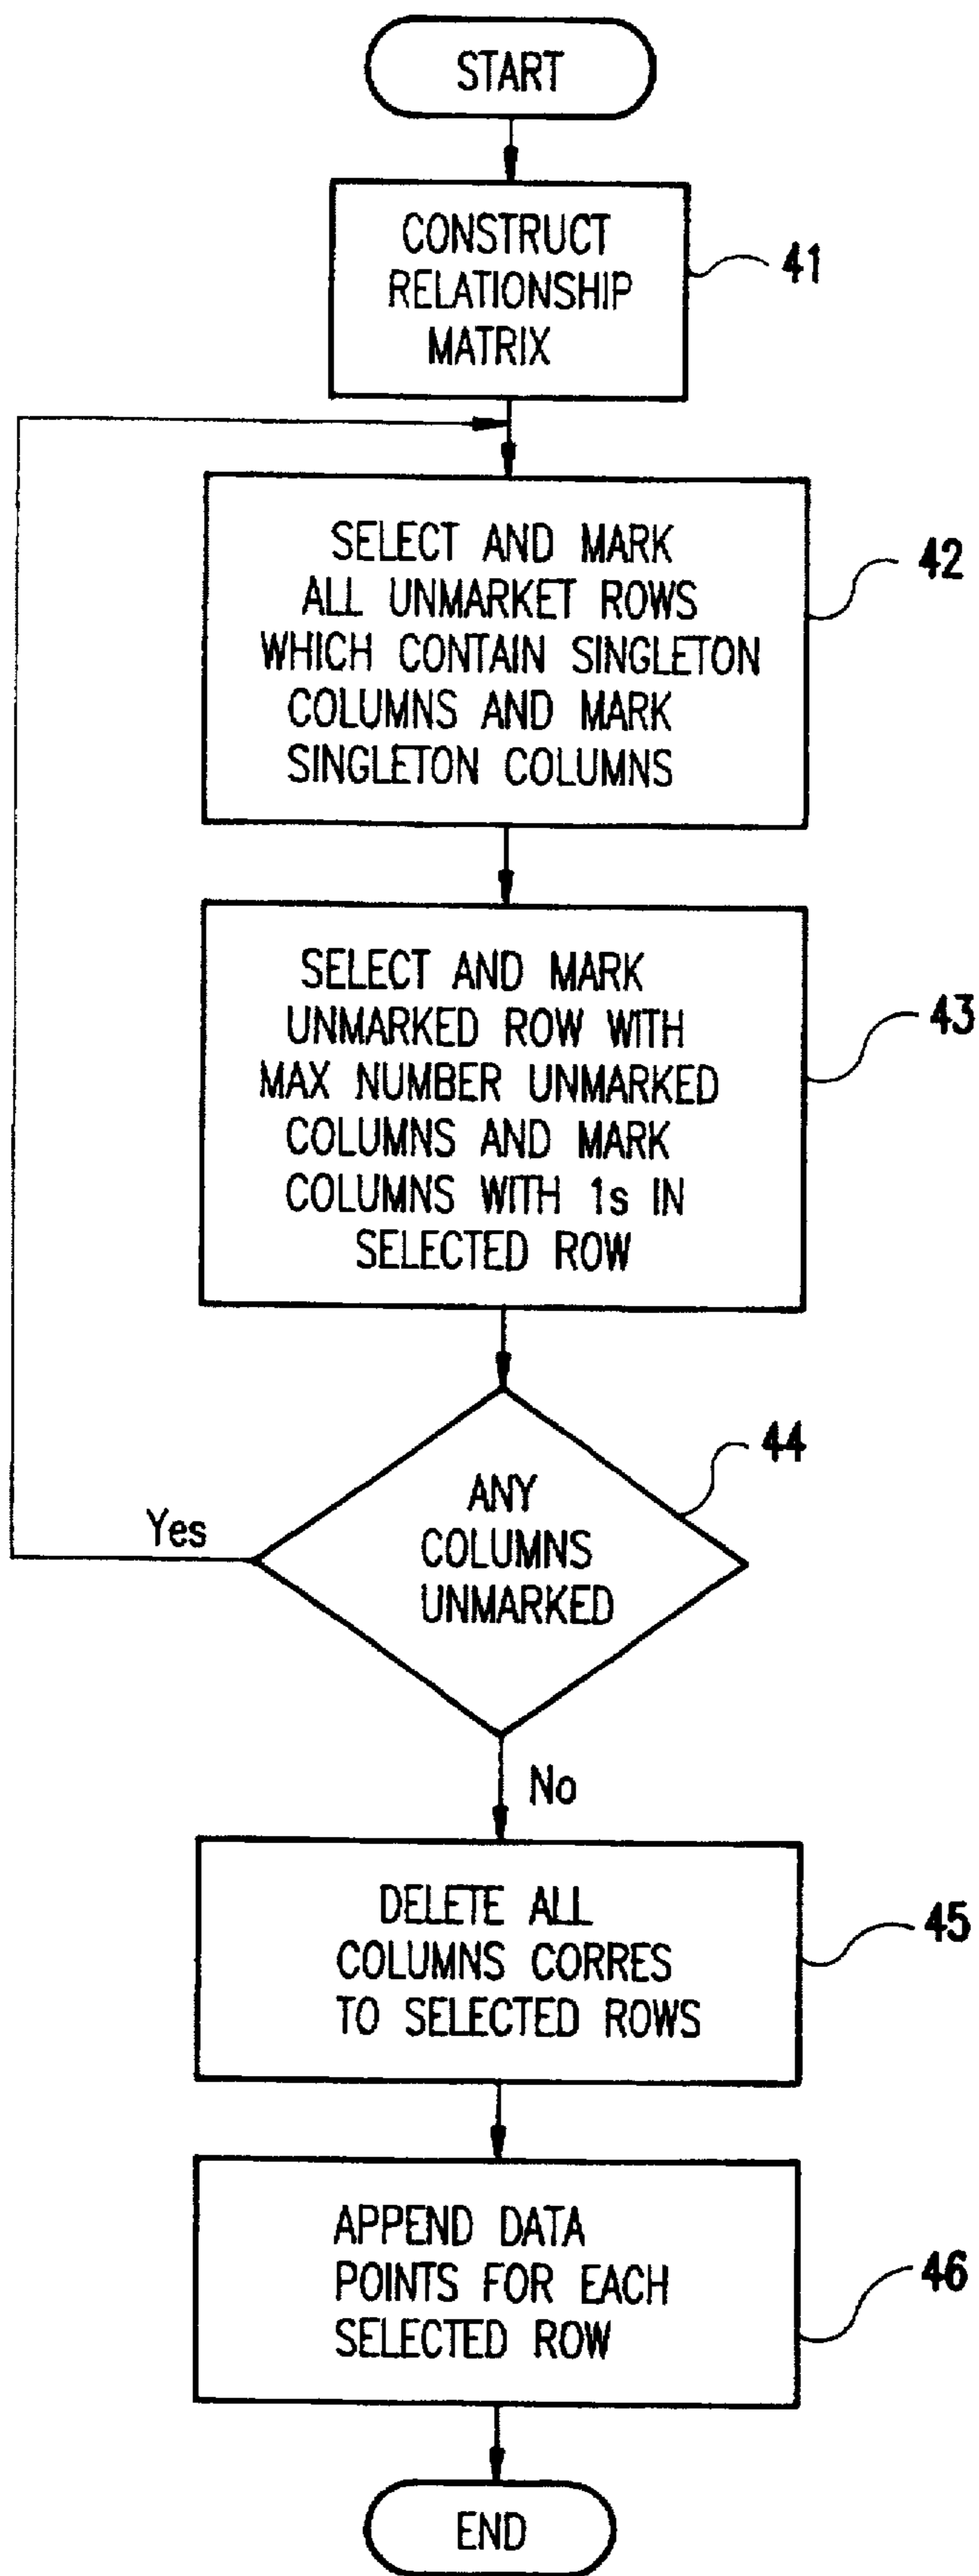 START
CONSTRUCT
RELATIONSHIP
MATRIX
41
SELECT AND MARK
ALL UNMARKET ROWS
WHICH CONTAIN SINGLETON
COLUMNS AND MARK
SINGLETON COLUMNS
42
SELECT AND MARK
UNMARKED ROW WITH
MAX NUMBER UNMARKED
COLUMNS AND MARK
COLUMNS WITH 1s IN
SELECTED ROW
43
ANY
COLUMNS
UNMARKED
44
Yes
No
DELETE ALL
COLUMNS CORRES
TO SELECTED ROWS
45
APPEND DATA
POINTS FOR EACH
SELECTED ROW
46
END